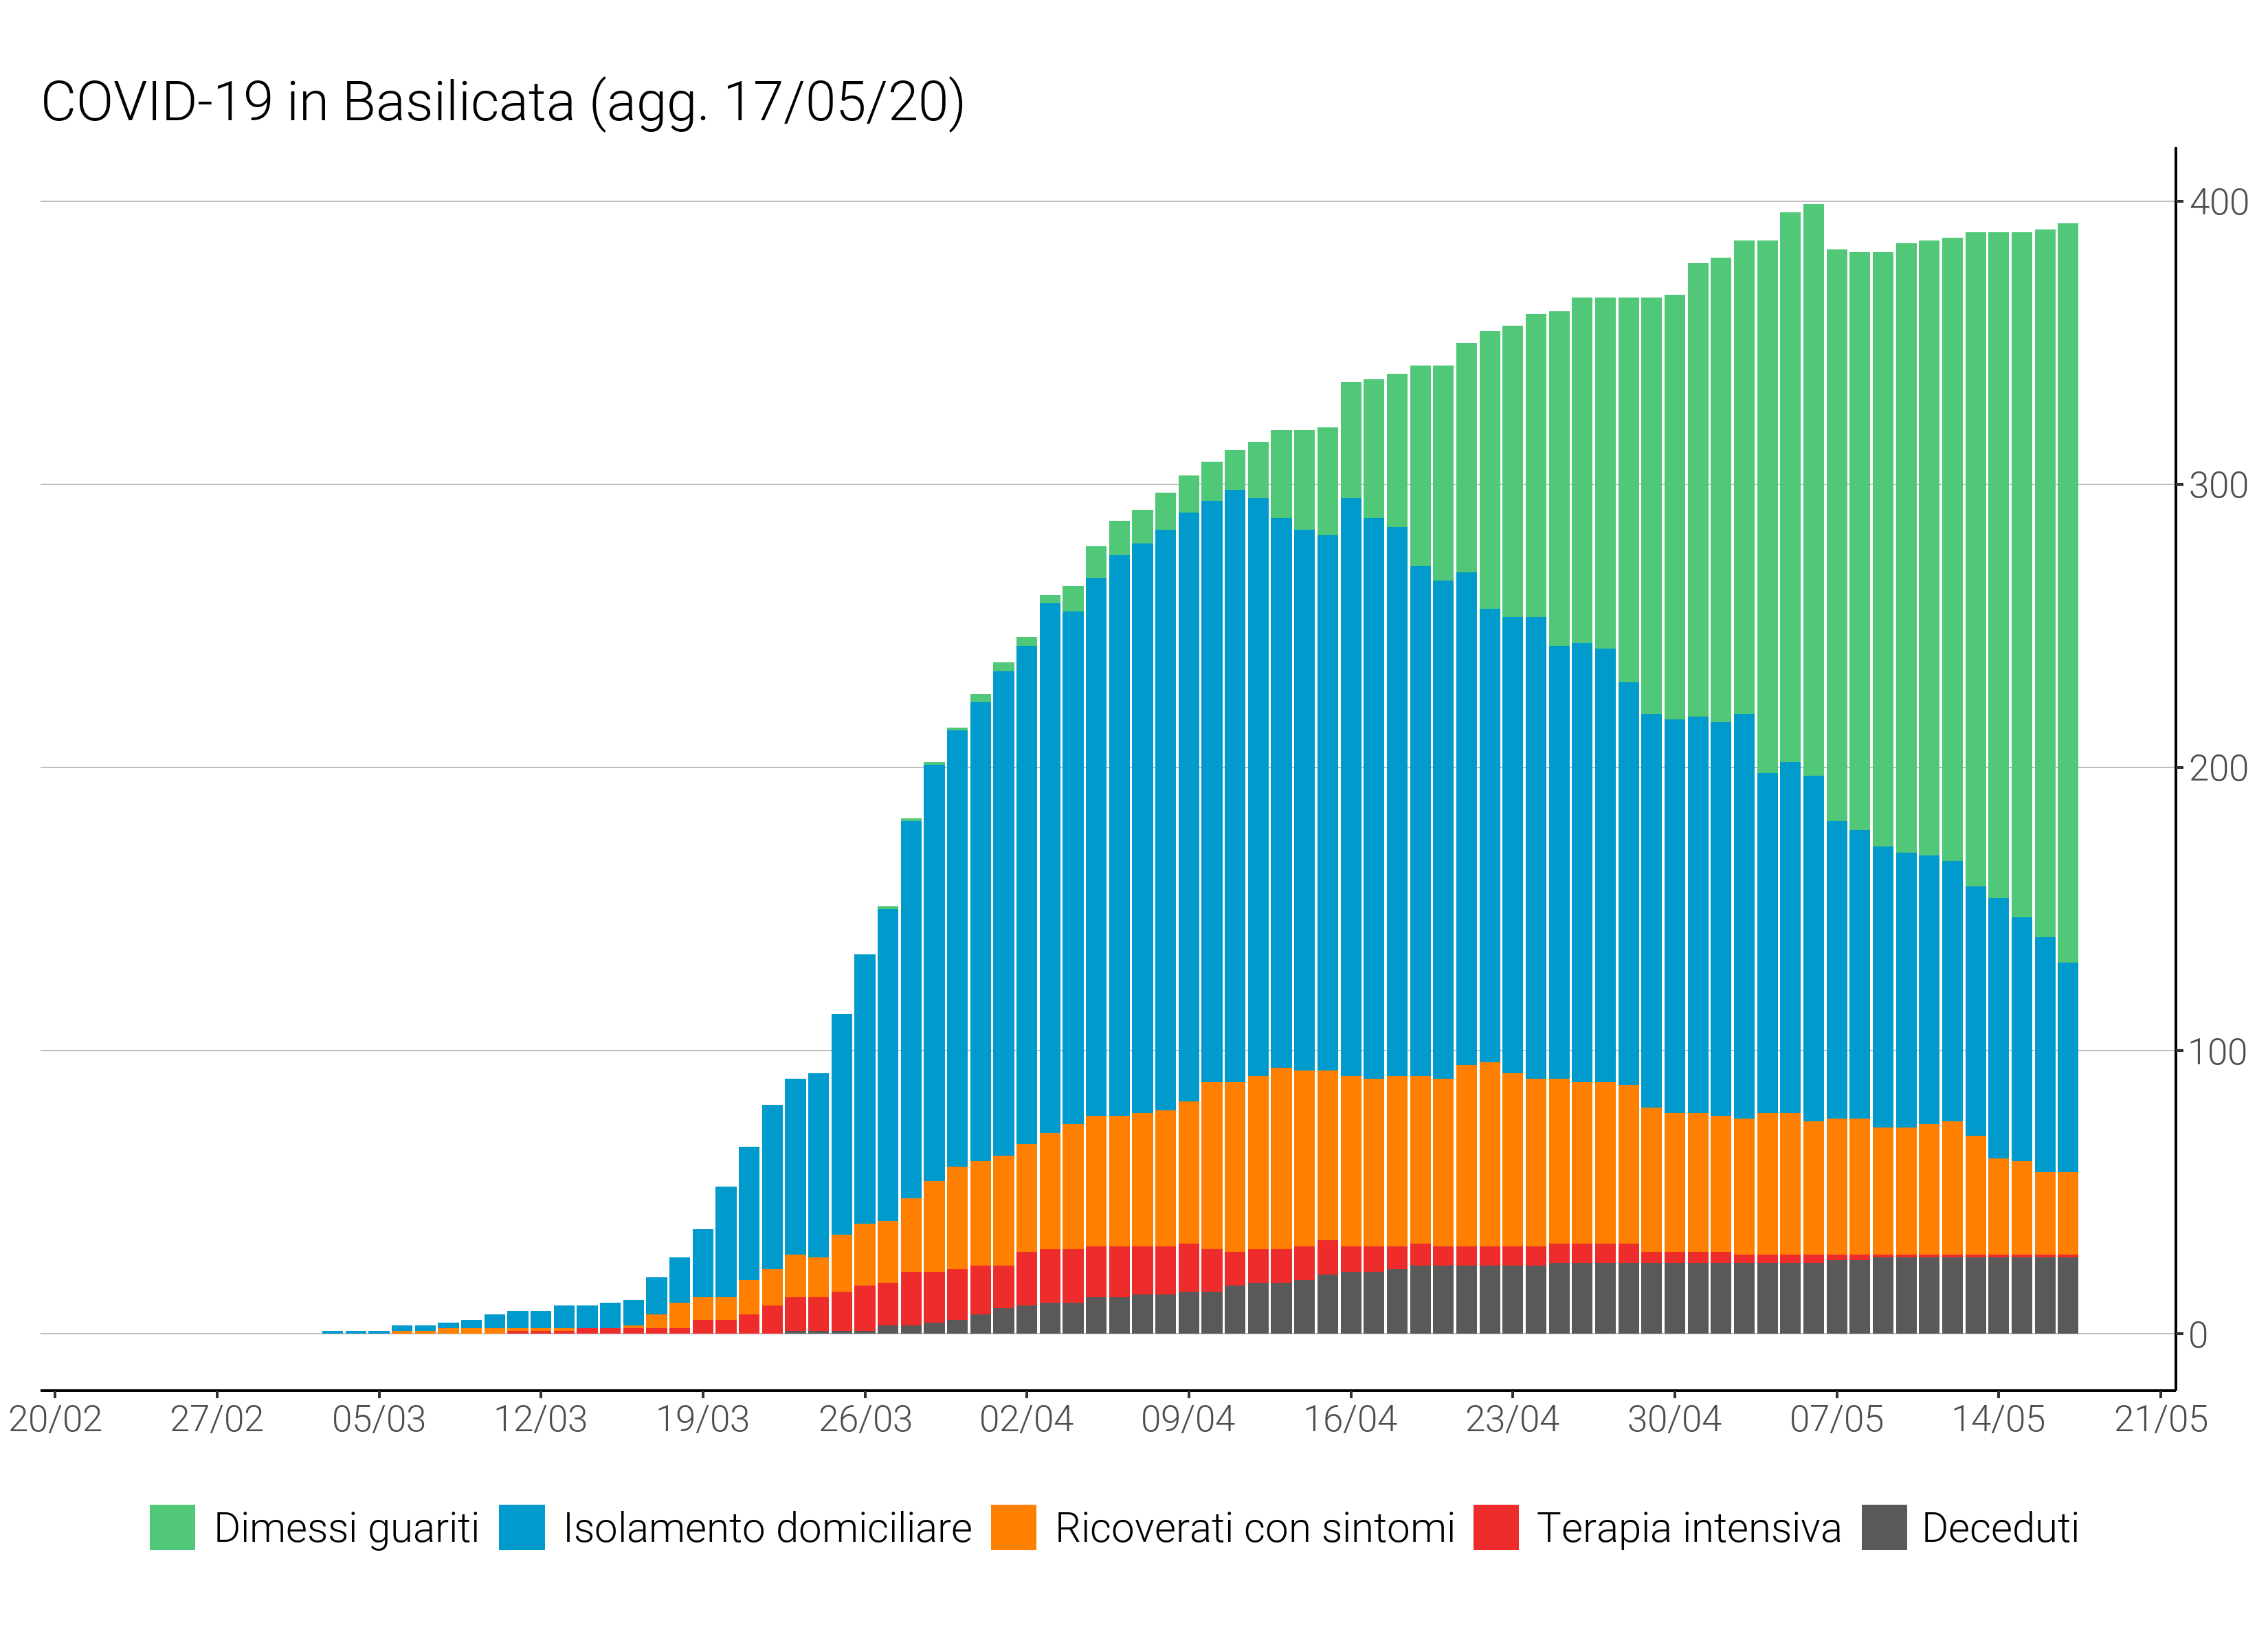 COVID-19 in Basilicata (agg. 17/05/20)
400
300
200
100
0
20/02 27/02 05/03 12/03 19/03 26/03 02/04 09/04 16/04 23/04 30/04 07/05 14/05 21/05
Dimessi guariti Isolamento domiciliare Ricoverati con sintomi Terapia intensiva Deceduti